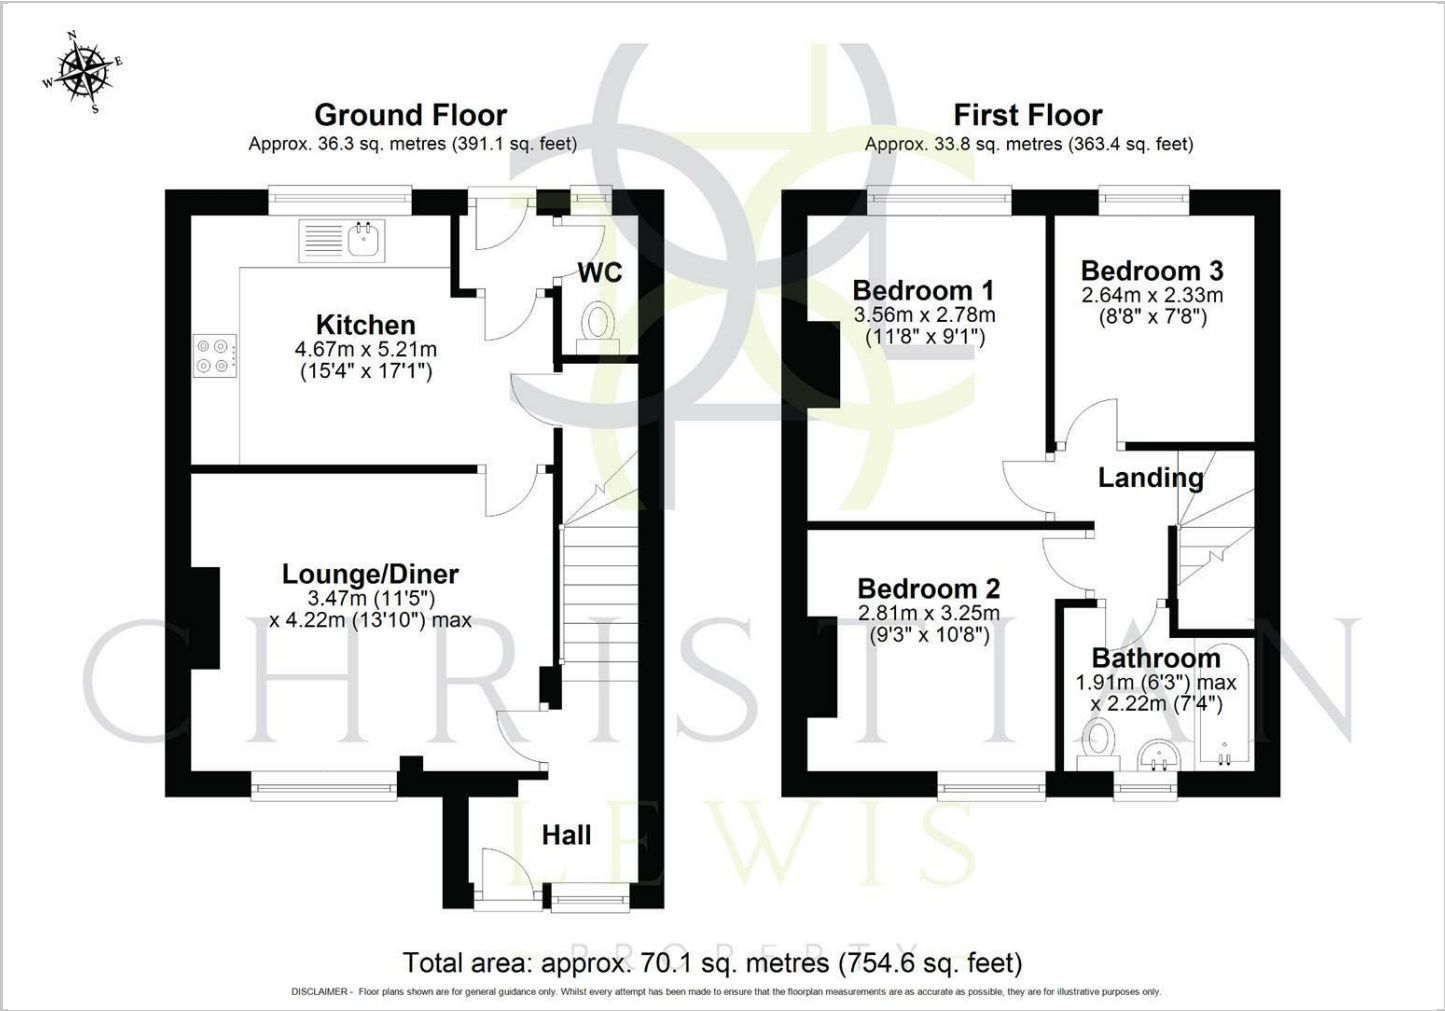 N
W E
S
Ground Floor
Approx. 36.3 sq. metres (391.1 sq. feet)
WC
Kitchen
4.67m x 5.21m
(15'4" x 17'1")
Lounge/Diner
3.47m (11'5")
x 4.22m (13'10") max
Hall
First Floor
Approx. 33.8 sq. metres (363.4 sq. feet)
Bedroom 1
3.56m x 2.78m
(11'8" x 9'1")
Bedroom 3
2.64m x 2.33m
(8'8" x 7'8")
Landing
Bedroom 2
2.81m x 3.25m
(9'3" x 10'8")
Bathroom
1.91m (6'3") max
x 2.22m (7'4")
CHRISTIAN
LEWIS
PROPERTY
Total area: approx. 70.1 sq. metres (754.6 sq. feet)
DISCLAIMER - Floor plans shown are for general guidance only. Whilst every attempt has been made to ensure that the floorplan measurements are as accurate as possible, they are for illustrative purposes only.